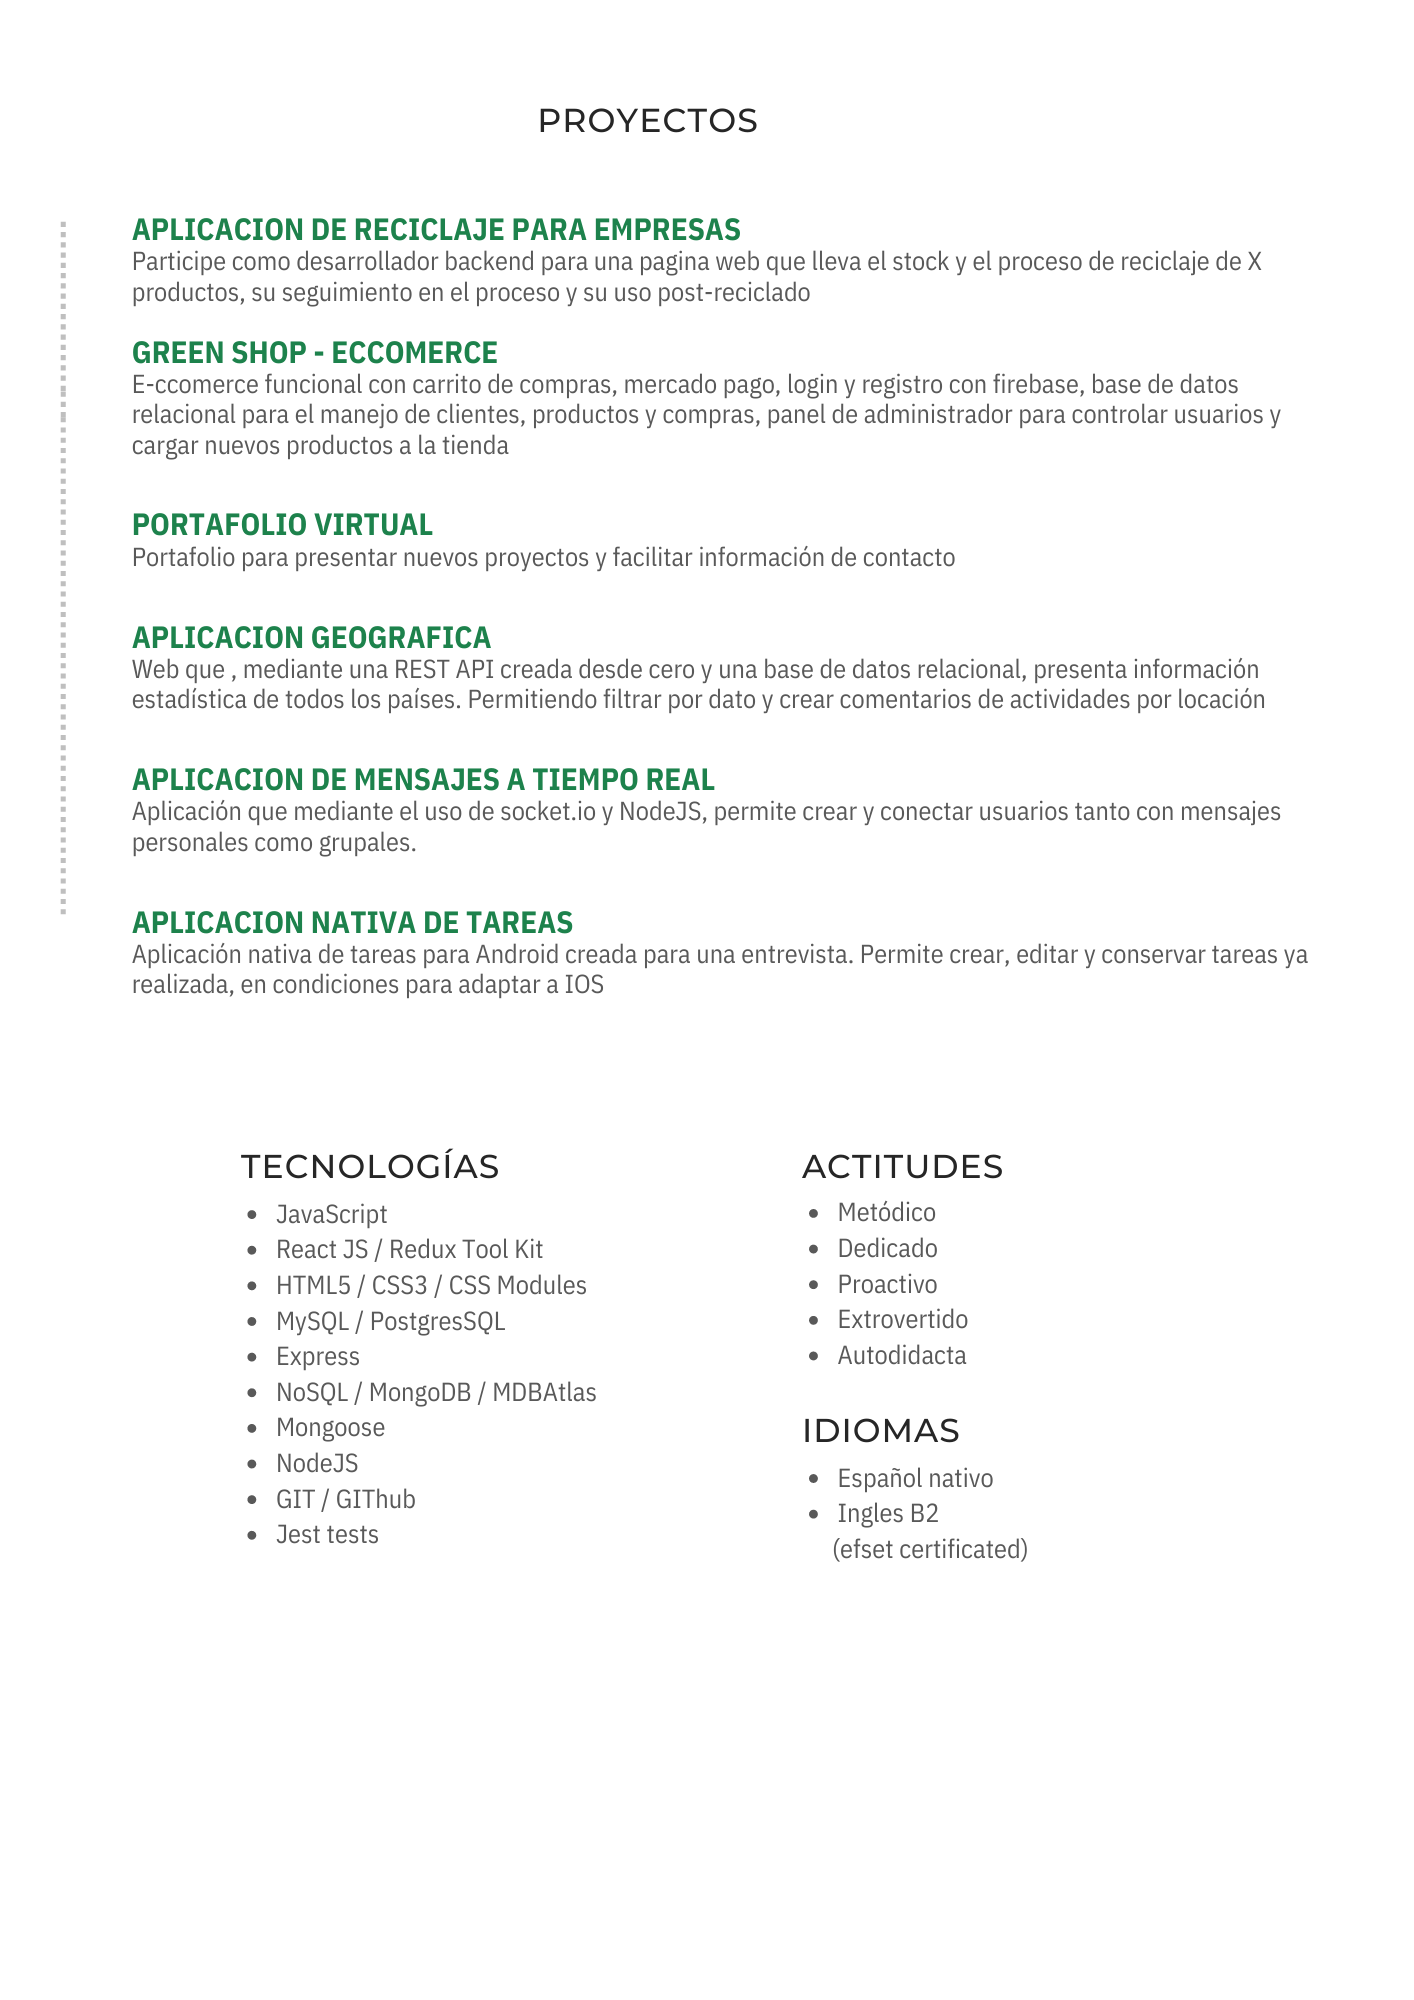 PROYECTOS
APLICACION DE RECICLAJE PARA EMPRESAS
Participe como desarrollador backend para una pagina web que lleva el stock y el proceso de reciclaje de X
productos, su seguimiento en el proceso y su uso post-reciclado
GREEN SHOP - ECCOMERCE
E-ccomerce funcional con carrito de compras, mercado pago, login y registro con firebase, base de datos
relacional para el manejo de clientes, productos y compras, panel de administrador para controlar usuarios y
cargar nuevos productos a la tienda
PORTAFOLIO VIRTUAL
Portafolio para presentar nuevos proyectos y facilitar información de contacto
APLICACION GEOGRAFICA
Web que , mediante una REST API creada desde cero y una base de datos relacional, presenta información
estadística de todos los países. Permitiendo filtrar por dato y crear comentarios de actividades por locación
APLICACION DE MENSAJES A TIEMPO REAL
Aplicación que mediante el uso de socket.io y NodeJS, permite crear y conectar usuarios tanto con mensajes
personales como grupales.
APLICACION NATIVA DE TAREAS
Aplicación nativa de tareas para Android creada para una entrevista. Permite crear, editar y conservar tareas ya
realizada, en condiciones para adaptar a IOS
TECNOLOGÍAS
• JavaScript
• React JS / Redux Tool Kit
• HTML5 / CSS3 / CSS Modules
• MySQL / PostgresSQL
• Express
• NoSQL / MongoDB / MDBAtlas
• Mongoose
• NodeJS
• GIT / GIThub
• Jest tests
ACTITUDES
• Metódico
• Dedicado
• Proactivo
• Extrovertido
• Autodidacta
IDIOMAS
• Español nativo
• Ingles B2
(efset certificated)